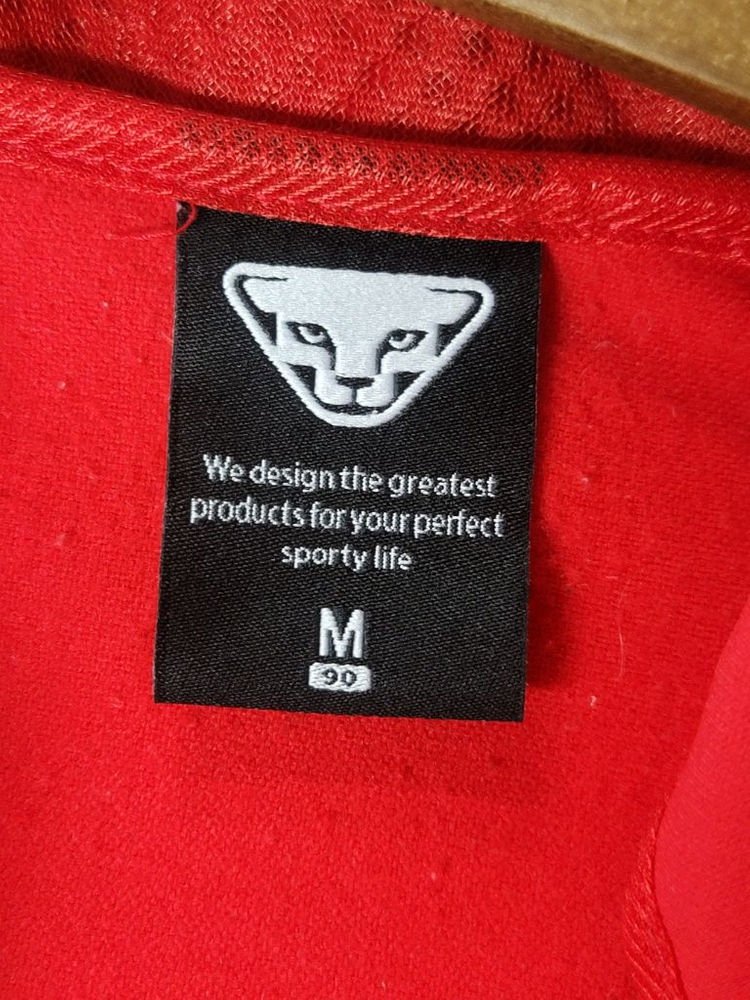 We design the greatest
products for your perfect
sporty life
M
90